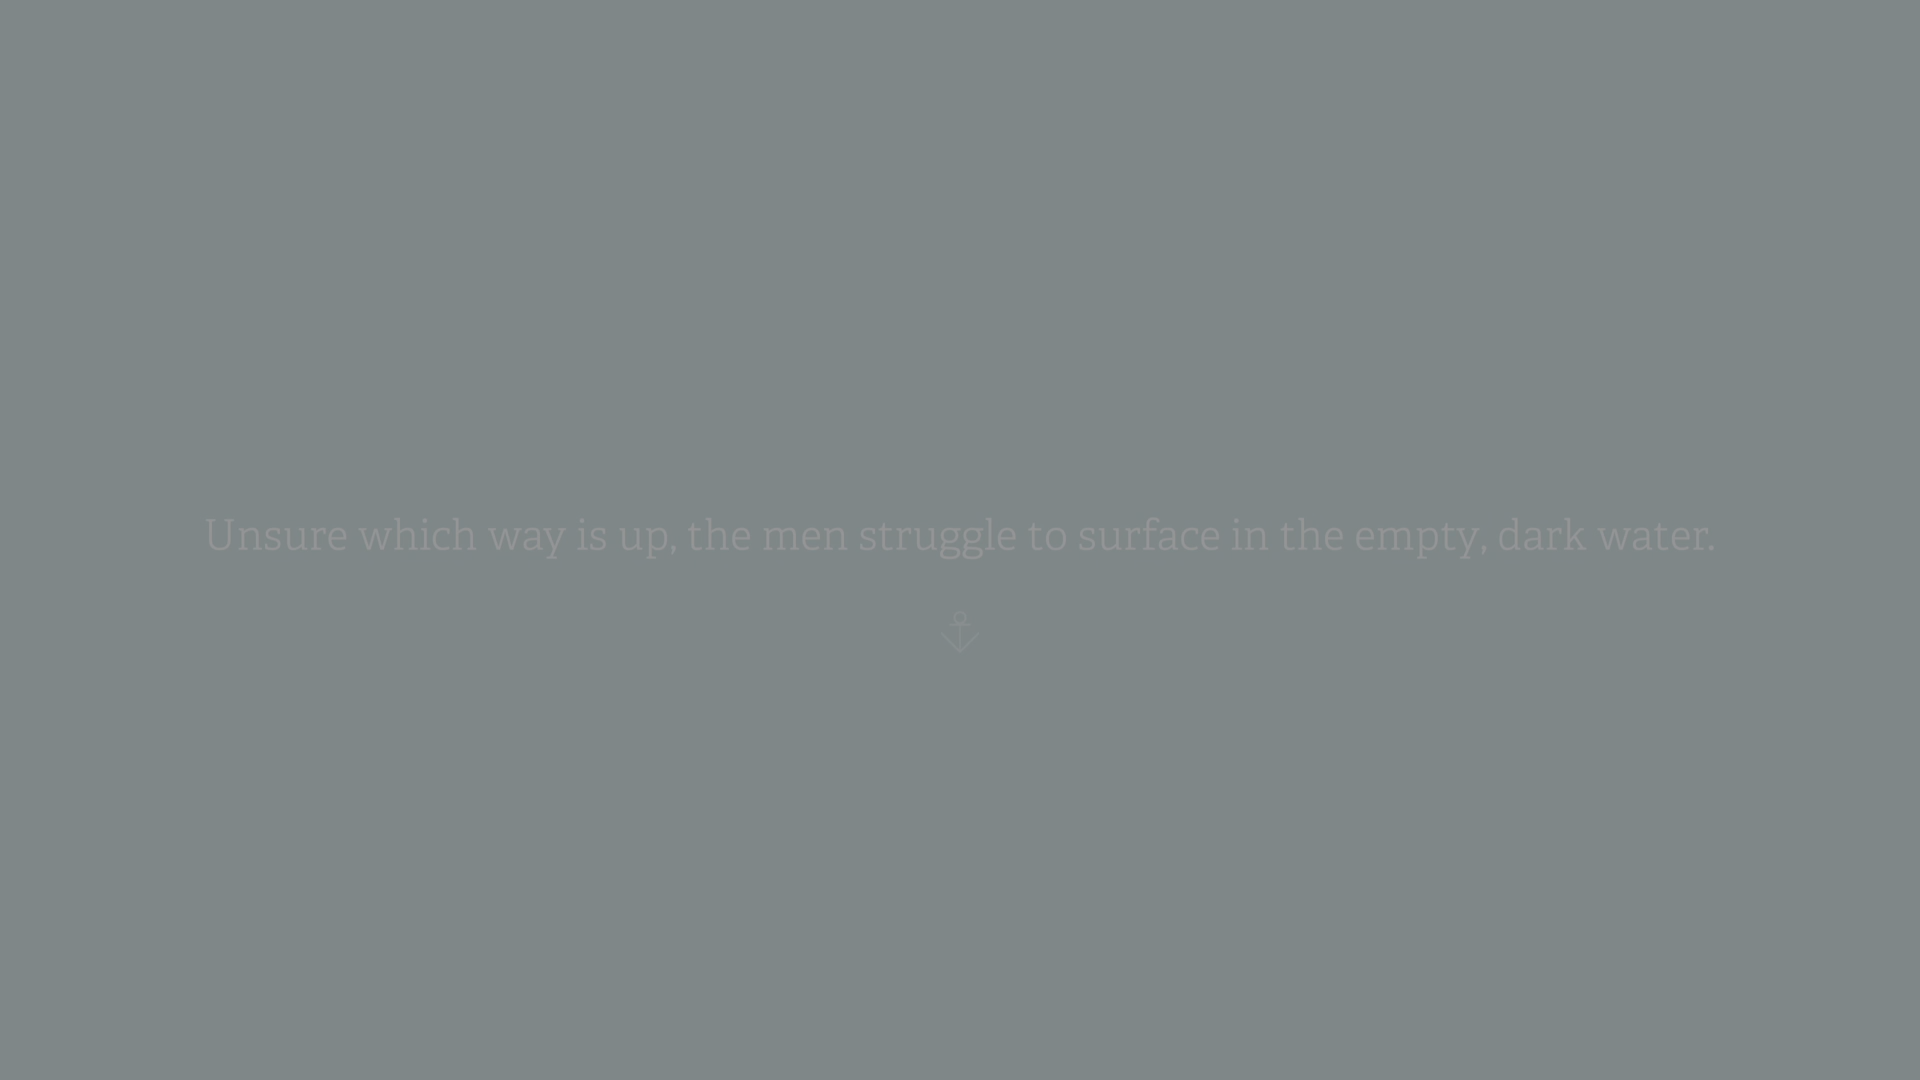 Unsure which way is up, the men struggle to surface in the empty, dark water.